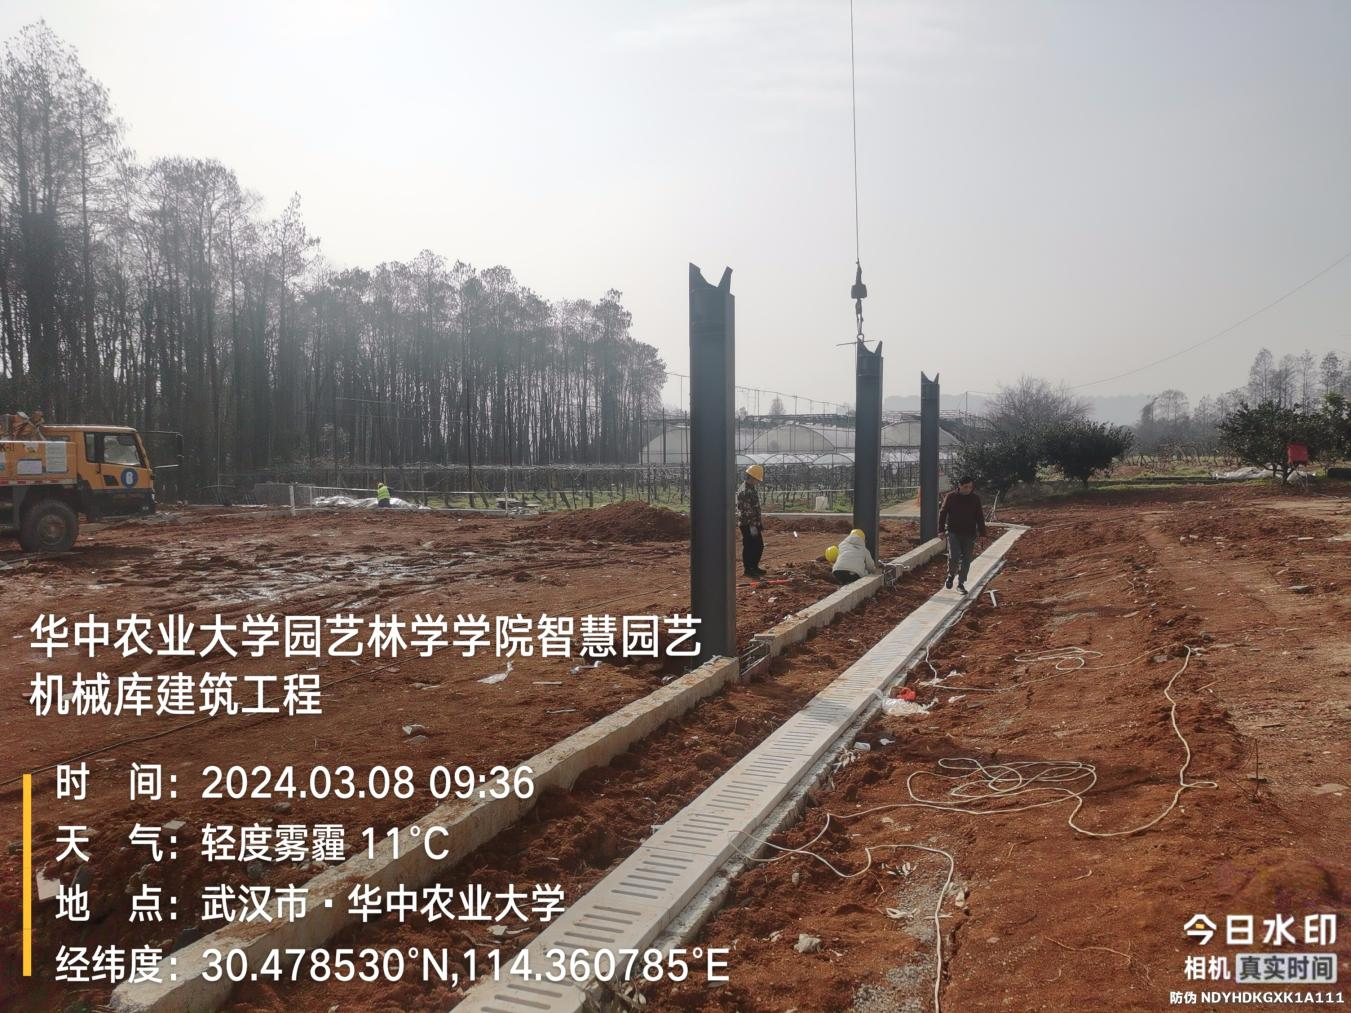 华中农业大学园艺林学学院智慧园艺
机械库建筑工程
时 间：2024.03.08 09:36
天 气：轻度雾霾 11℃
地 点：武汉市·华中农业大学
经纬度：30.478530°N,114.360785°E
今日水印
相机 真实时间
防伪 NDYHDKGXK1A111